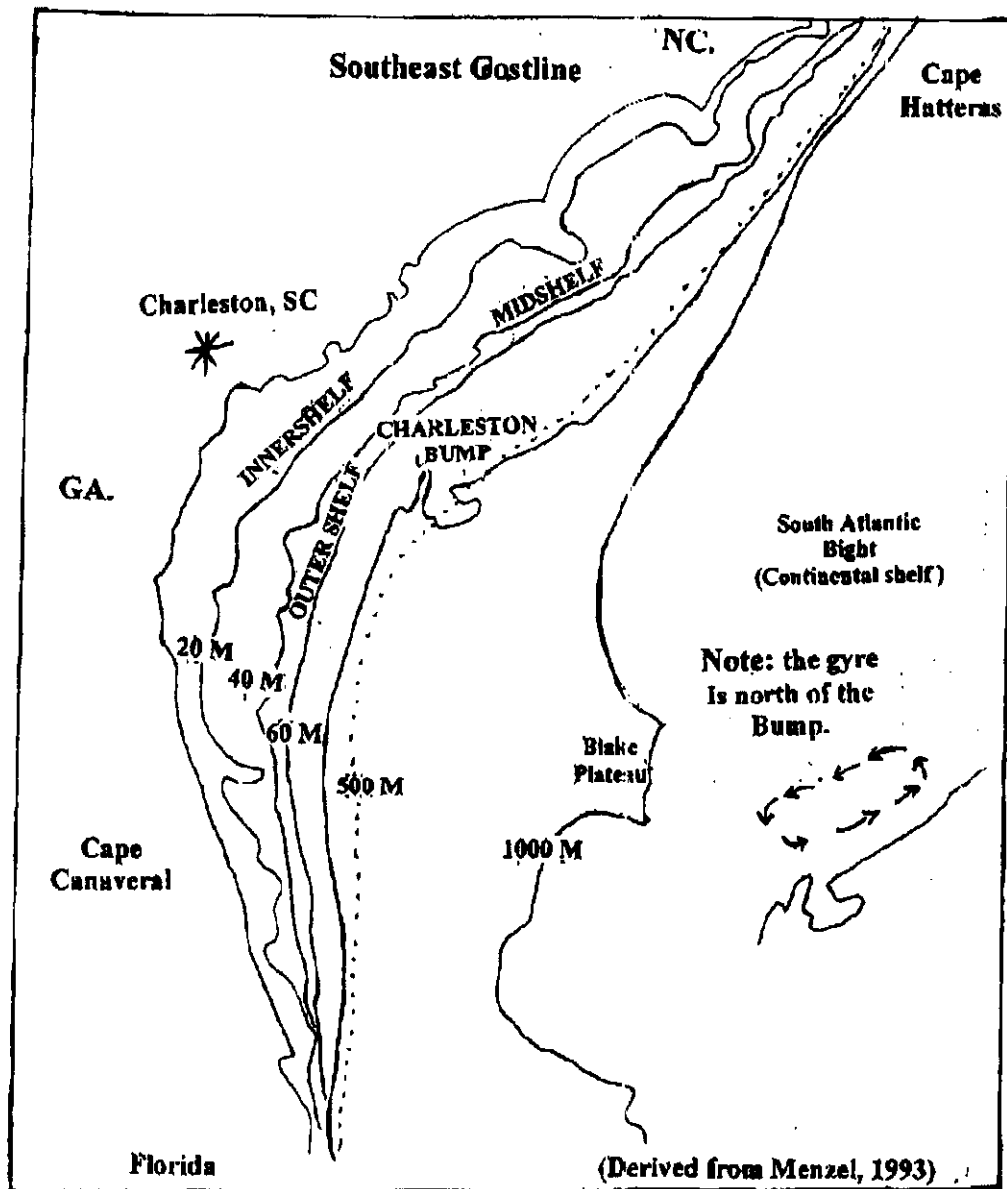 NC.
Southeast Gostline
Cape
Hatteras
MIDSHELF
Charleston, SC
INNERSHELF
CHARLESTON
BUMP
GA.
OUTER SHELF
South Atlantic
Bight
(Continental shelf)
20 M
40 M
60 M
Note: the gyre
Is north of the
Bump.
Blake
Plateau
500 M
1000 M
Cape
Canaveral
Florida
(Derived from Menzel, 1993)